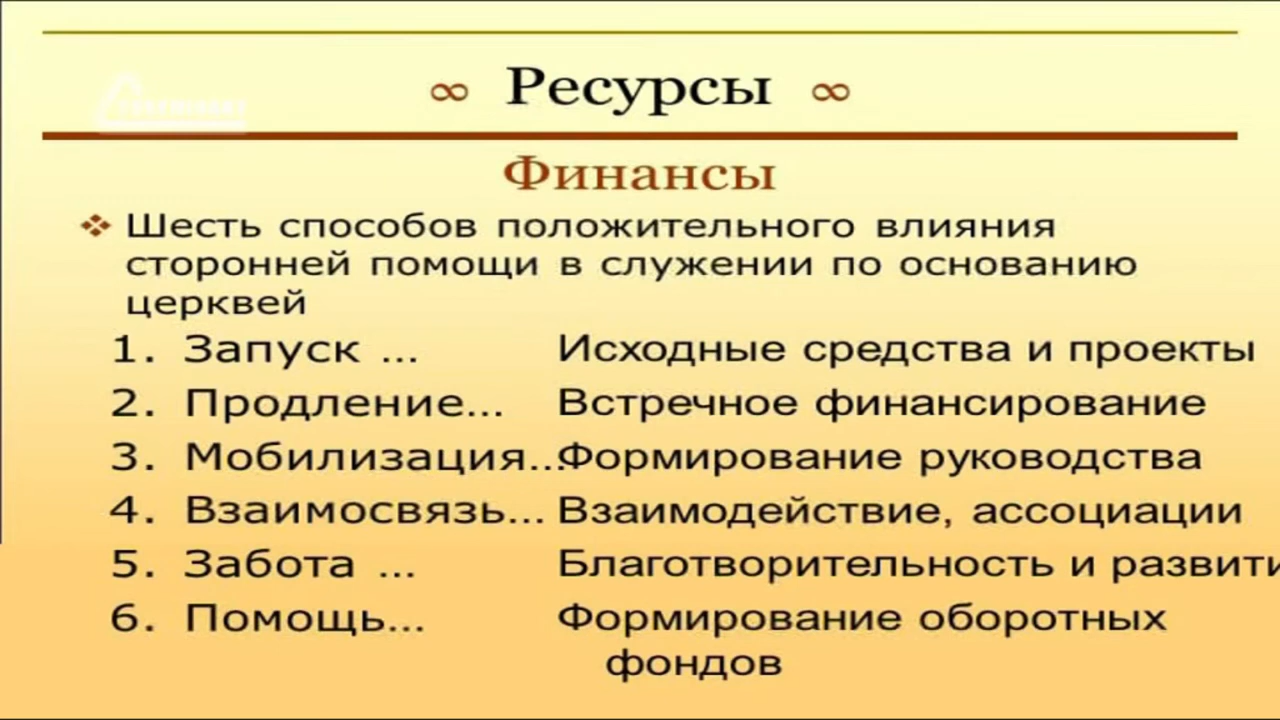 ∞ Ресурсы ∞
Финансы
❖ Шесть способов положительного влияния
сторонней помощи в служении по основанию
церквей
1. Запуск ... Исходные средства и проекты
2. Продление... Встречное финансирование
3. Мобилизация... Формирование руководства
4. Взаимосвязь... Взаимодействие, ассоциации
5. Забота ... Благотворительность и развити
6. Помощь... Формирование оборотных
фондов